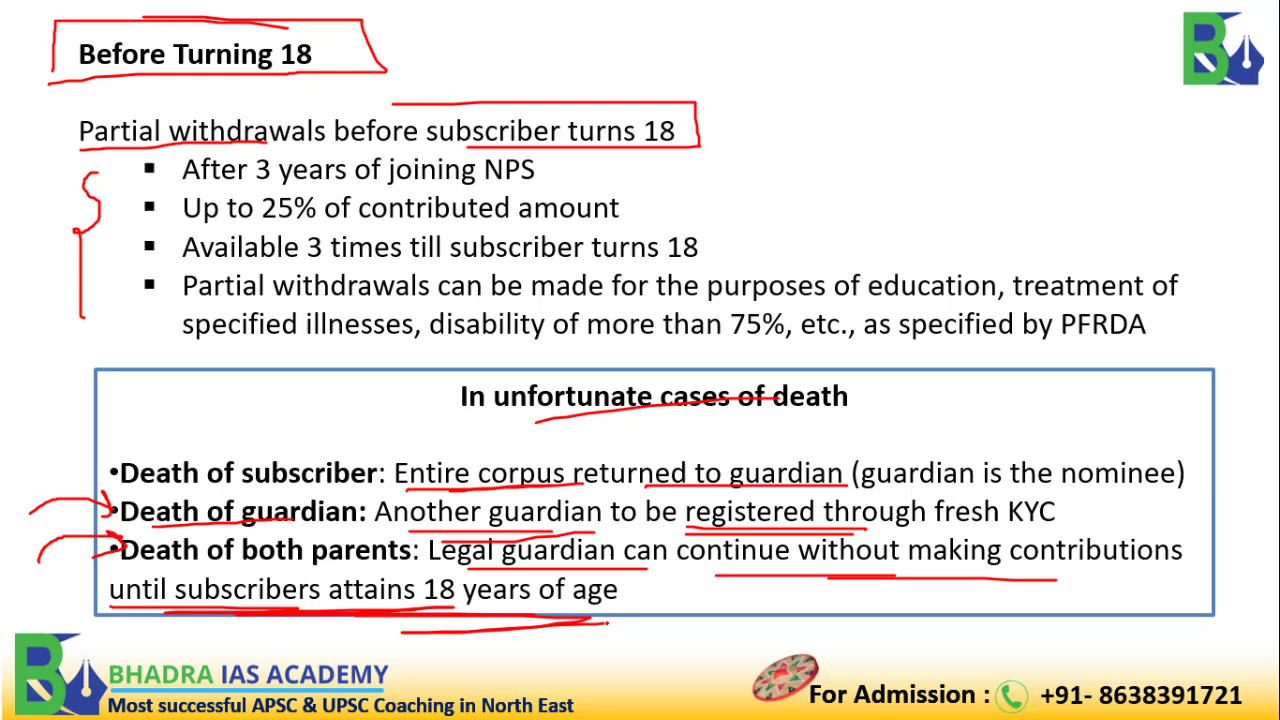 Before Turning 18
Partial withdrawals before subscriber turns 18
▪ After 3 years of joining NPS
▪ Up to 25% of contributed amount
▪ Available 3 times till subscriber turns 18
▪ Partial withdrawals can be made for the purposes of education, treatment of
specified illnesses, disability of more than 75%, etc., as specified by PFRDA
In unfortunate cases of death
•Death of subscriber: Entire corpus returned to guardian (guardian is the nominee)
•Death of guardian: Another guardian to be registered through fresh KYC
•Death of both parents: Legal guardian can continue without making contributions
until subscribers attains 18 years of age
BHADRA IAS ACADEMY
Most successful APSC & UPSC Coaching in North East
For Admission : +91- 8638391721